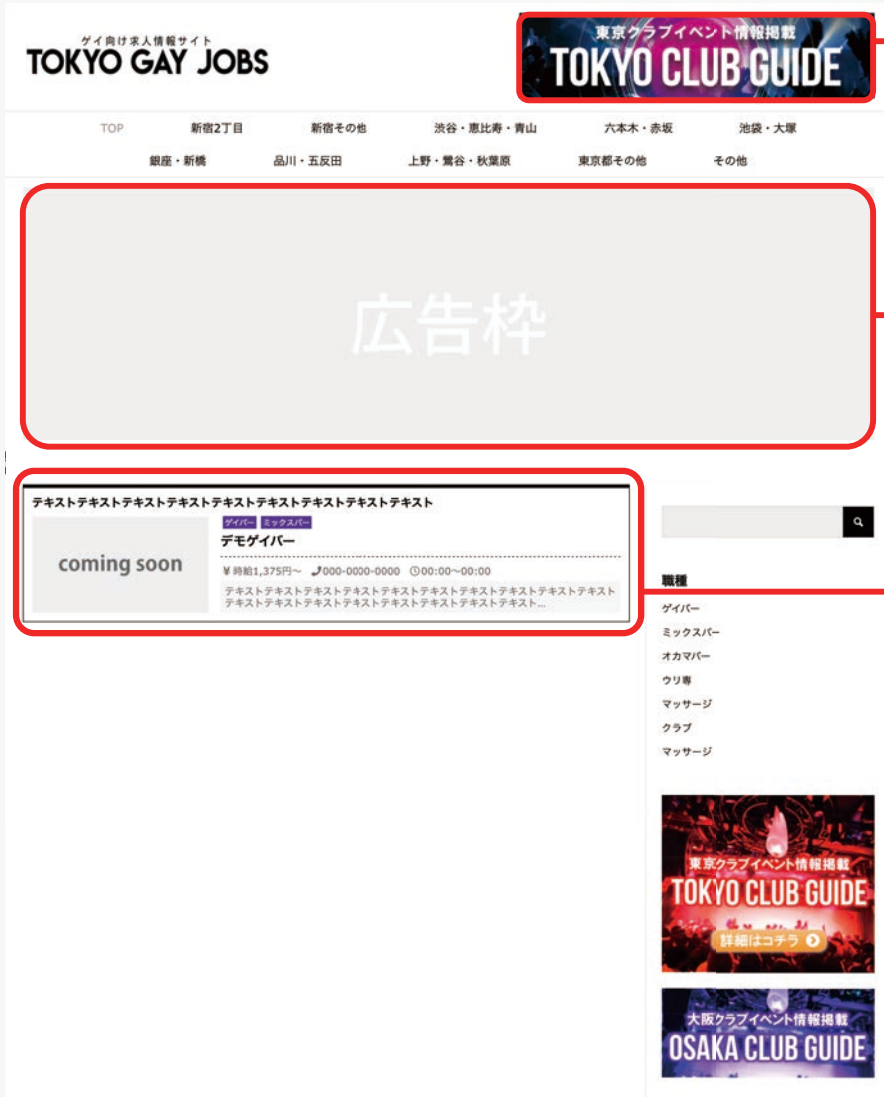 ゲイ向け求人情報サイト
TOKYO GAY JOBS
東京クラブイベント情報掲載
TOKYO CLUB GUIDE
TOP 新宿2丁目 新宿その他 渋谷・恵比寿・青山 六本木・赤坂 池袋・大塚
銀座・新橋 品川・五反田 上野・鶯谷・秋葉原 東京都その他 その他
広告枠
テキストテキストテキストテキストテキストテキストテキストテキストテキスト
ゲイバー ミックスバー
デモゲイバー
coming soon
¥ 時給1,375円〜 000-0000-0000 00:00〜00:00
テキストテキストテキストテキストテキストテキストテキストテキストテキストテキスト
テキストテキストテキストテキストテキストテキストテキストテキスト...
職種
ゲイバー
ミックスバー
オカマバー
ウリ専
マッサージ
クラブ
マッサージ
東京クラブイベント情報掲載
TOKYO CLUB GUIDE
詳細はコチラ
大阪クラブイベント情報掲載
OSAKA CLUB GUIDE